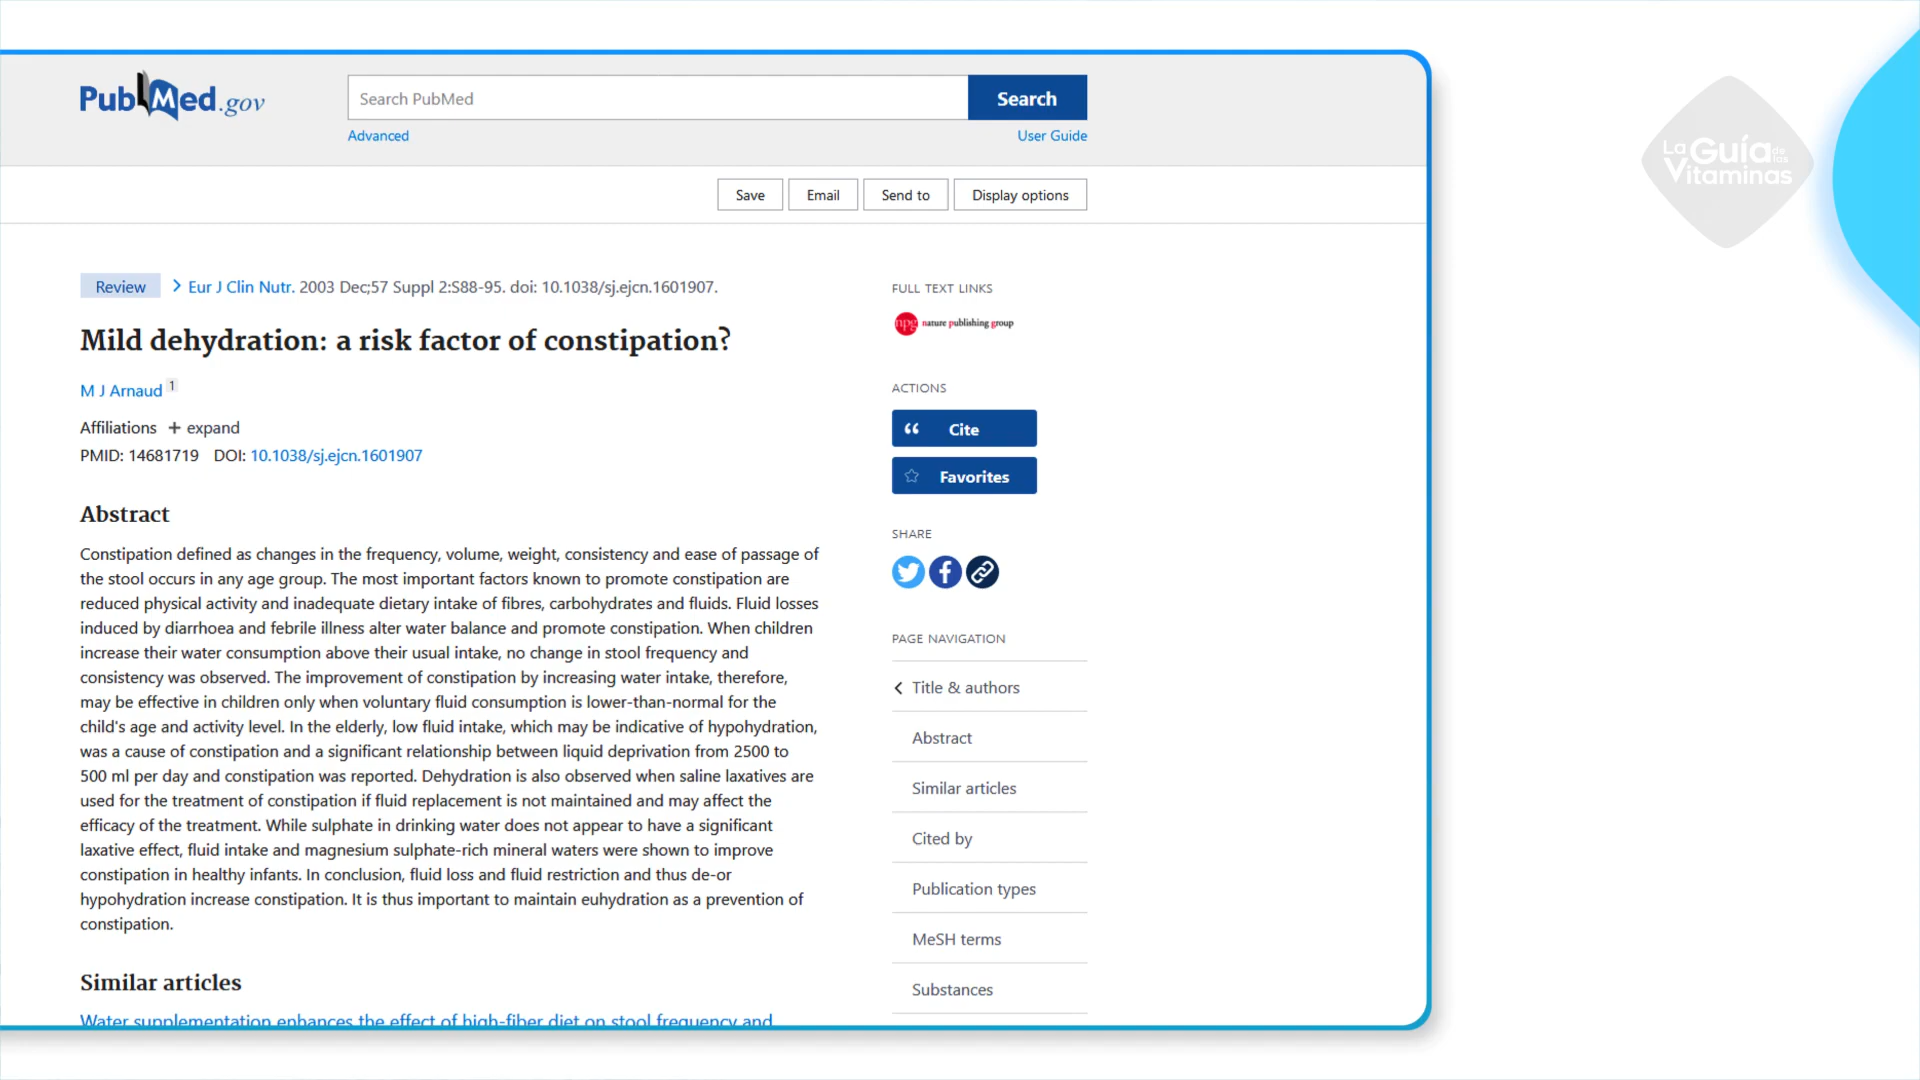 PubMed.gov
Search PubMed
Search
Advanced
User Guide
Save
Email
Send to
Display options
La Guía de las
Vitaminas
Review
Eur J Clin Nutr. 2003 Dec;57 Suppl 2:S88-95. doi: 10.1038/sj.ejcn.1601907.
Mild dehydration: a risk factor of constipation?
M J Arnaud 1
Affiliations + expand
PMID: 14681719 DOI: 10.1038/sj.ejcn.1601907
Abstract
Constipation defined as changes in the frequency, volume, weight, consistency and ease of passage of
the stool occurs in any age group. The most important factors known to promote constipation are
reduced physical activity and inadequate dietary intake of fibres, carbohydrates and fluids. Fluid losses
induced by diarrhoea and febrile illness alter water balance and promote constipation. When children
increase their water consumption above their usual intake, no change in stool frequency and
consistency was observed. The improvement of constipation by increasing water intake, therefore,
may be effective in children only when voluntary fluid consumption is lower-than-normal for the
child's age and activity level. In the elderly, low fluid intake, which may be indicative of hypohydration,
was a cause of constipation and a significant relationship between liquid deprivation from 2500 to
500 ml per day and constipation was reported. Dehydration is also observed when saline laxatives are
used for the treatment of constipation if fluid replacement is not maintained and may affect the
efficacy of the treatment. While sulphate in drinking water does not appear to have a significant
laxative effect, fluid intake and magnesium sulphate-rich mineral waters were shown to improve
constipation in healthy infants. In conclusion, fluid loss and fluid restriction and thus de-or
hypohydration increase constipation. It is thus important to maintain euhydration as a prevention of
constipation.
Similar articles
Water supplementation enhances the effect of high-fiber diet on stool frequency and
FULL TEXT LINKS
npg nature publishing group
ACTIONS
Cite
Favorites
SHARE
PAGE NAVIGATION
Title & authors
Abstract
Similar articles
Cited by
Publication types
MeSH terms
Substances